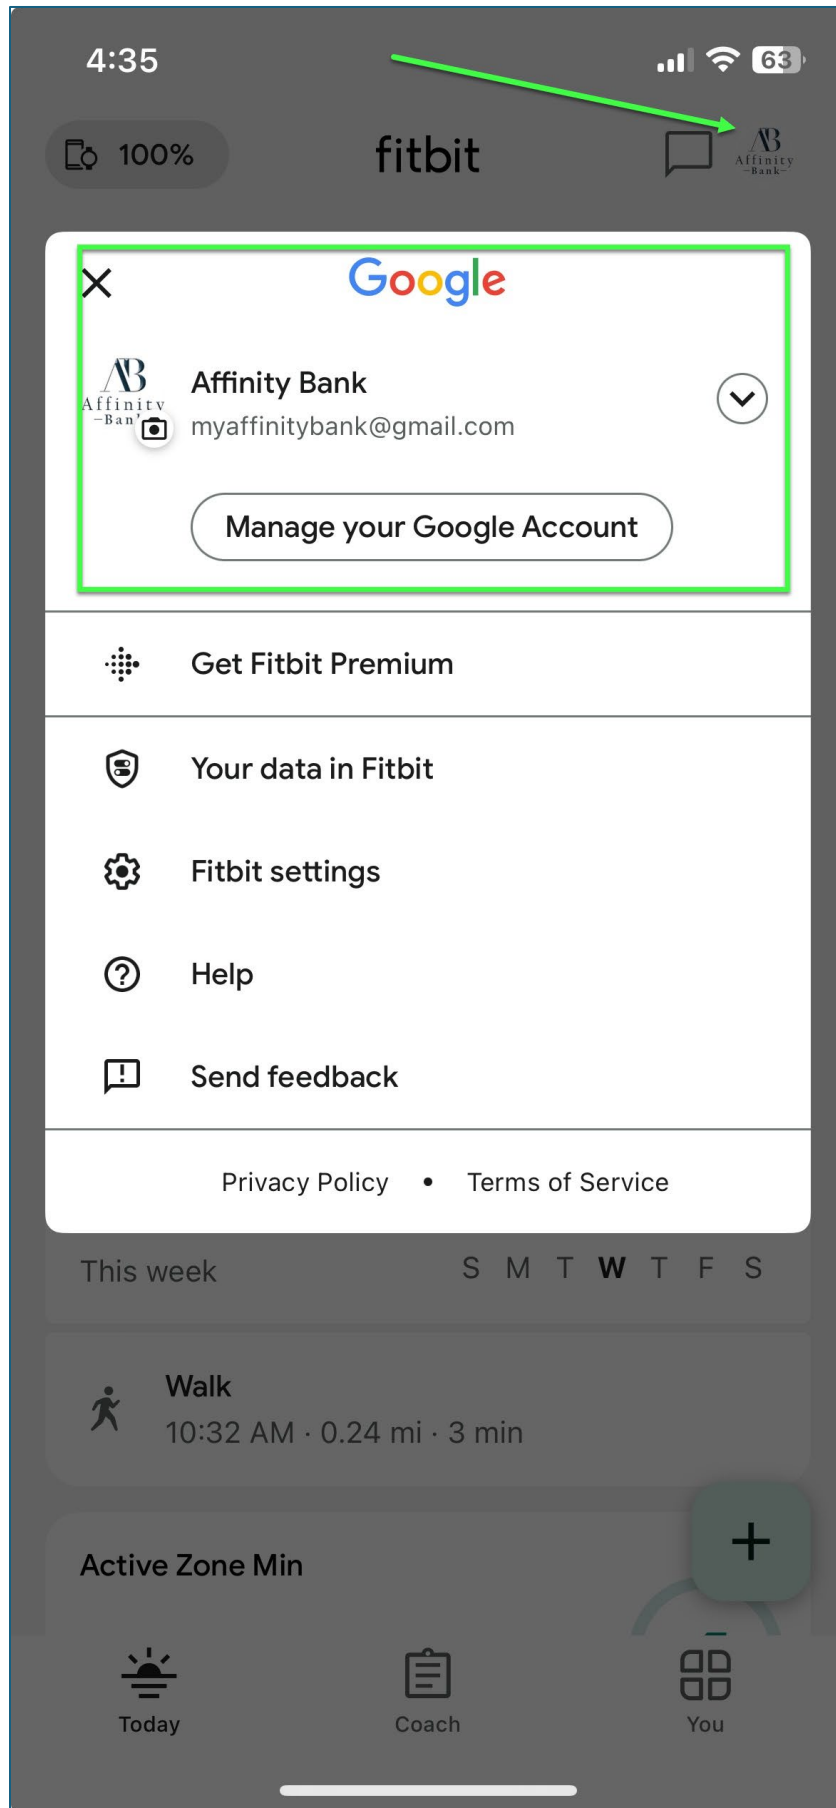 4:35
63
100%
fitbit
AB
Affinity
-Bank-
Google
AB
Affinity
-Ban
Affinity Bank
myaffinitybank@gmail.com
Manage your Google Account
Get Fitbit Premium
Your data in Fitbit
Fitbit settings
Help
Send feedback
Privacy Policy • Terms of Service
This week S M T W T F S
Walk
10:32 AM · 0.24 mi · 3 min
Active Zone Min
Today Coach You